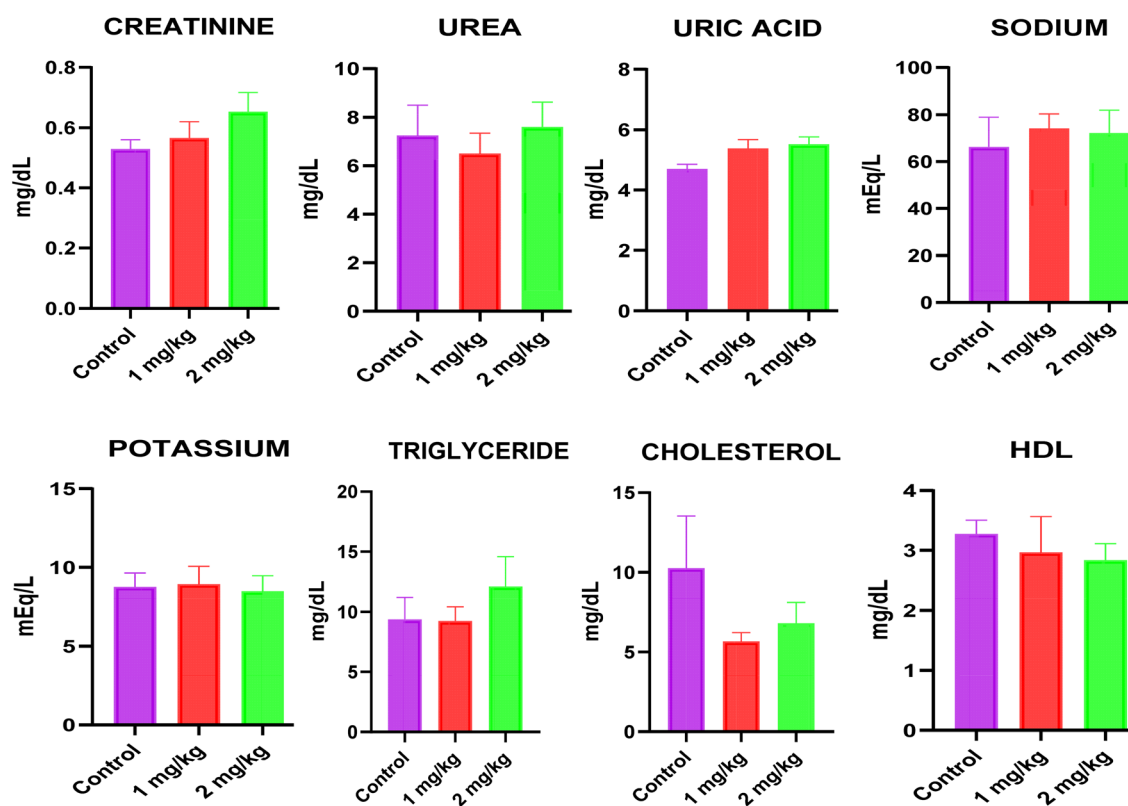 CREATININE
mg/dL
0.8
0.6
0.4
0.2
0.0
Control
1 mg/kg
2 mg/kg
UREA
mg/dL
10
8
6
4
2
0
Control
1 mg/kg
2 mg/kg
URIC ACID
mg/dL
8
6
4
2
0
Control
1 mg/kg
2 mg/kg
SODIUM
mEq/L
100
80
60
40
20
0
Control
1 mg/kg
2 mg/kg
POTASSIUM
mEq/L
15
10
5
0
Control
1 mg/kg
2 mg/kg
TRIGLYCERIDE
mg/dL
20
15
10
5
0
Control
1 mg/kg
2 mg/kg
CHOLESTEROL
mg/dL
15
10
5
0
Control
1 mg/kg
2 mg/kg
HDL
mg/dL
4
3
2
1
0
Control
1 mg/kg
2 mg/kg